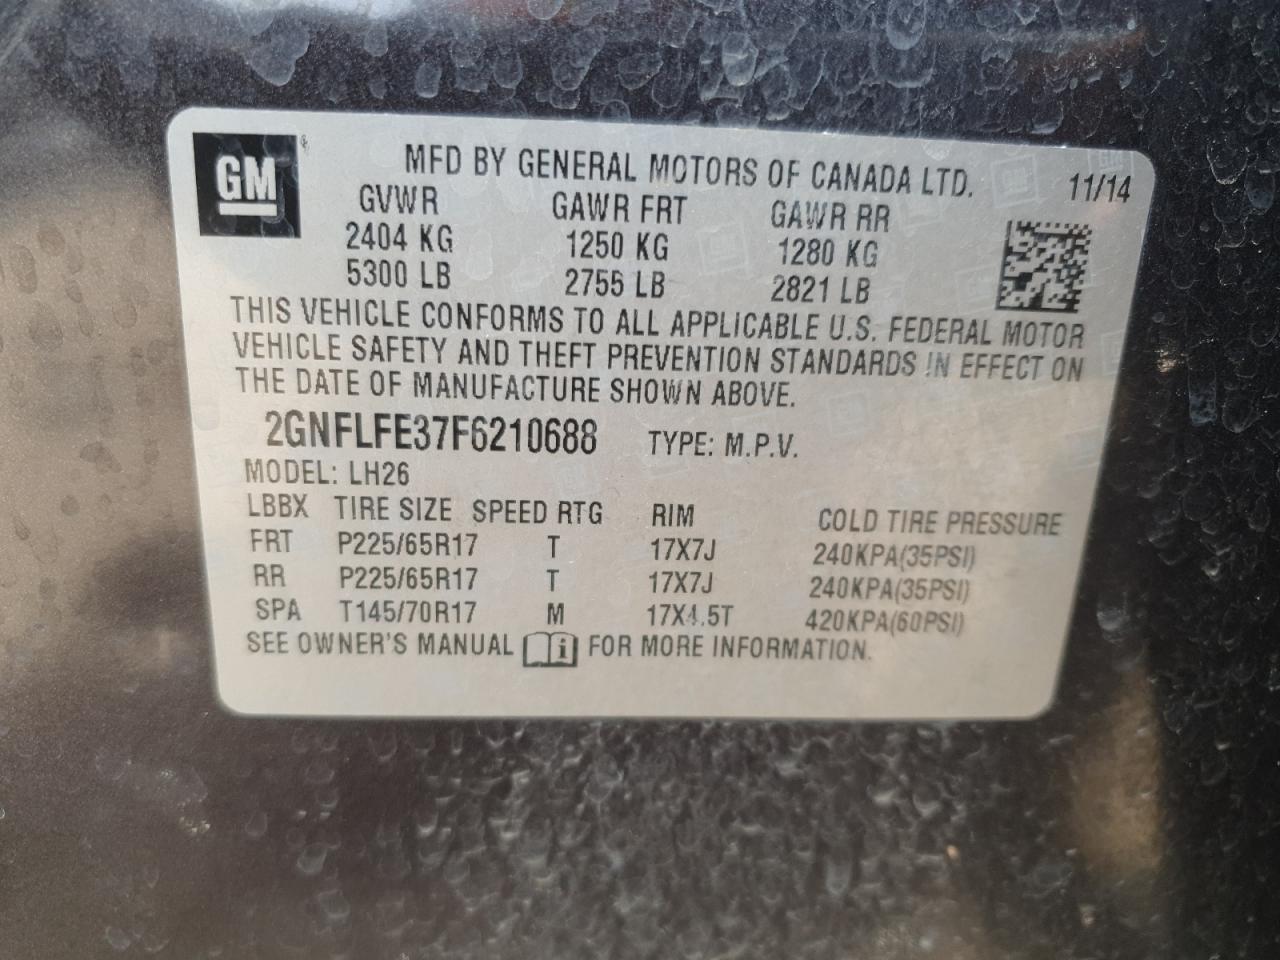 GM
MFD BY GENERAL MOTORS OF CANADA LTD. 11/14
GVWR GAWR FRT GAWR RR
2404 KG 1250 KG 1280 KG
5300 LB 2756 LB 2821 LB
THIS VEHICLE CONFORMS TO ALL APPLICABLE U.S. FEDERAL MOTOR
VEHICLE SAFETY AND THEFT PREVENTION STANDARDS IN EFFECT ON
THE DATE OF MANUFACTURE SHOWN ABOVE.
2GNFLFE37F6210688 TYPE: M.P.V.
MODEL: LH26
LBBX TIRE SIZE SPEED RTG RIM COLD TIRE PRESSURE
FRT P225/65R17 T 17X7J 240KPA(35PSI)
RR P225/65R17 T 17X7J 240KPA(35PSI)
SPA T145/70R17 M 17X4.5T 420KPA(60PSI)
SEE OWNER'S MANUAL i FOR MORE INFORMATION.